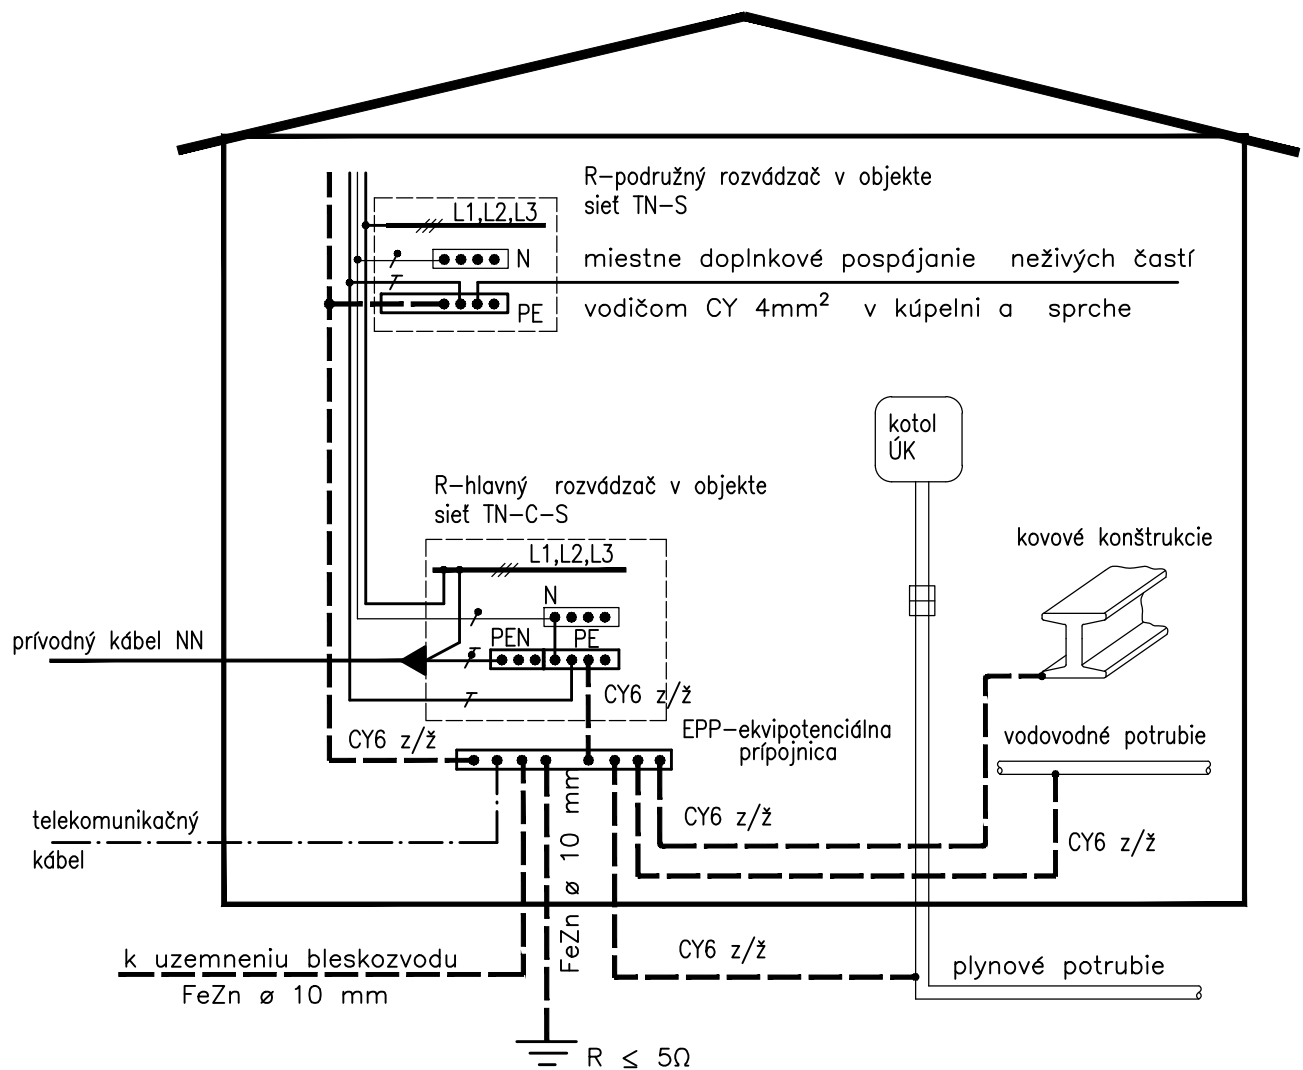 R-podružný rozvádzač v objekte
sieť TN-S
L1,L2,L3
N
miestne doplnkové pospájanie neživých častí
PE
vodičom CY 4mm²  v kúpelni a sprche
kotol
ÚK
R-hlavný rozvádzač v objekte
sieť TN-C-S
kovové konštrukcie
L1,L2,L3
N
prívodný kábel NN
PEN
PE
CY6 z/ž
EPP-ekvipotenciálna
prípojnica
CY6 z/ž
vodovodné potrubie
telekomunikačný
kábel
CY6 z/ž
CY6 z/ž
FeZn ø 10 mm
k uzemneniu bleskozvodu
FeZn ø 10 mm
CY6 z/ž
plynové potrubie
R ≤ 5Ω